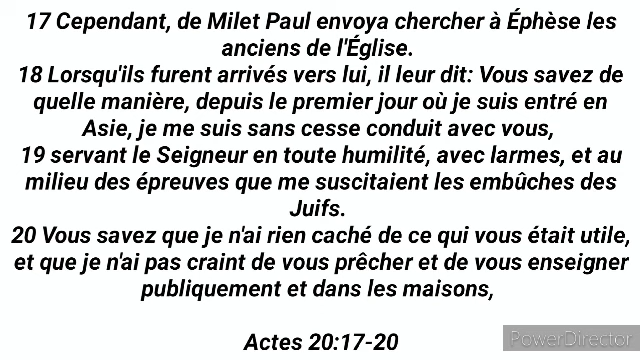 17 Cependant, de Milet Paul envoya chercher à Éphèse les
anciens de l'Église.
18 Lorsqu'ils furent arrivés vers lui, il leur dit: Vous savez de
quelle manière, depuis le premier jour où je suis entré en
Asie, je me suis sans cesse conduit avec vous,
19 servant le Seigneur en toute humilité, avec larmes, et au
milieu des épreuves que me suscitaient les embûches des
Juifs.
20 Vous savez que je n'ai rien caché de ce qui vous était utile,
et que je n'ai pas craint de vous prêcher et de vous enseigner
publiquement et dans les maisons,
Actes 20:17-20
PowerDirector